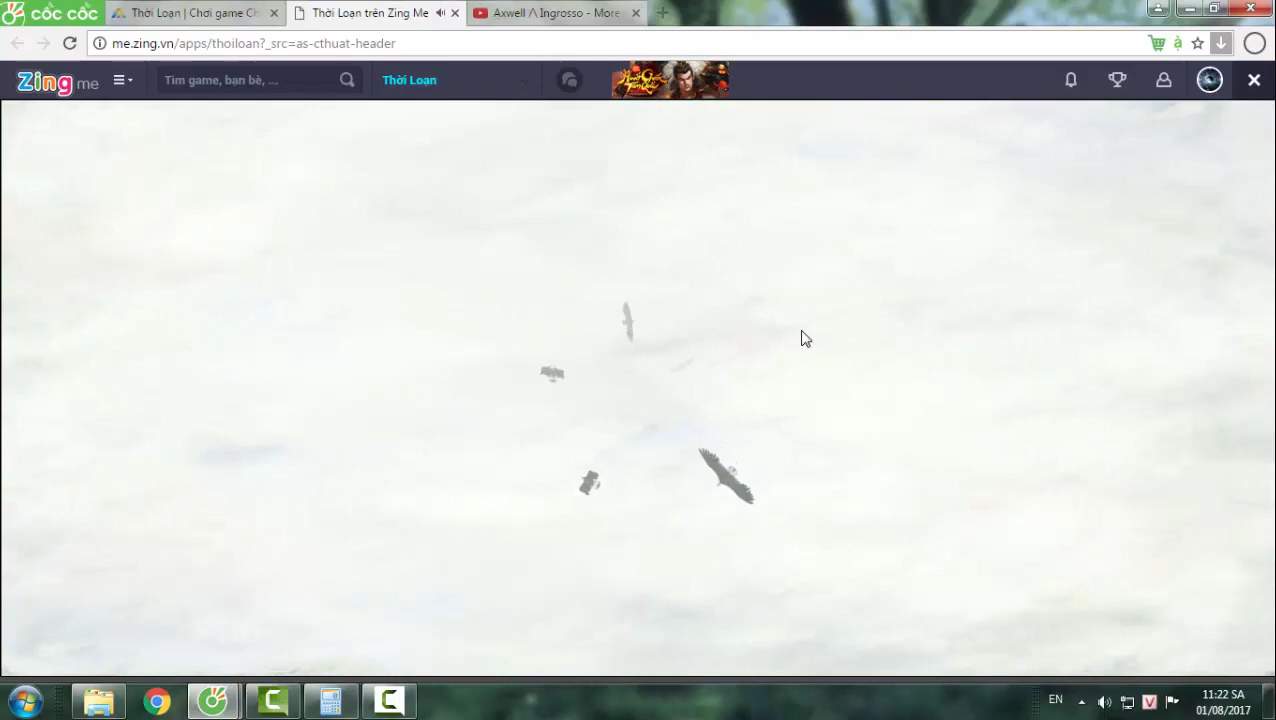 cốc cốc
Thời Loạn | Chơi game Ch
Thời Loạn trên Zing Me
Axwell /\ Ingrosso - More
me.zing.vn/apps/thoiloan?_src=as-cthuat-header
Zing me
Tìm game, bạn bè, ...
Thời Loạn
EN
V
11:22 SA
01/08/2017